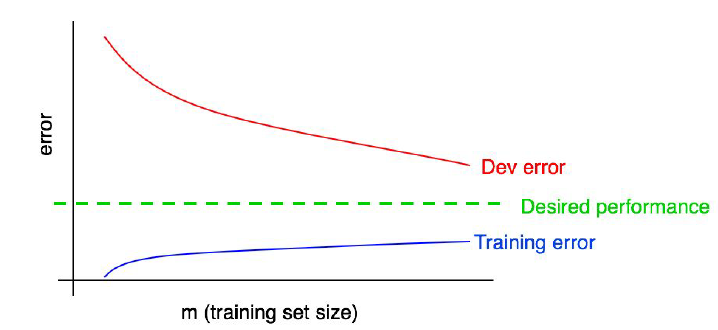 error
Dev error
Desired performance
Training error
m (training set size)